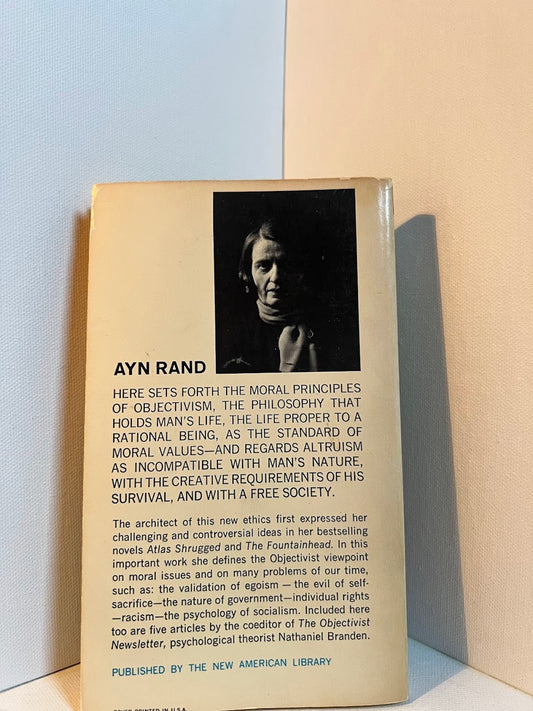 AYN RAND
HERE SETS FORTH THE MORAL PRINCIPLES
OF OBJECTIVISM, THE PHILOSOPHY THAT
HOLDS MAN'S LIFE, THE LIFE PROPER TO A
RATIONAL BEING, AS THE STANDARD OF
MORAL VALUES—AND REGARDS ALTRUISM
AS INCOMPATIBLE WITH MAN'S NATURE,
WITH THE CREATIVE REQUIREMENTS OF HIS
SURVIVAL, AND WITH A FREE SOCIETY.
The architect of this new ethics first expressed her
challenging and controversial ideas in her bestselling
novels Atlas Shrugged and The Fountainhead. In this
important work she defines the Objectivist viewpoint
on moral issues and on many problems of our time,
such as: the validation of egoism — the evil of self-
sacrifice—the nature of government—individual rights
—racism—the psychology of socialism. Included here
too are five articles by the coeditor of The Objectivist
Newsletter, psychological theorist Nathaniel Branden.
PUBLISHED BY THE NEW AMERICAN LIBRARY
PRINTED IN U.S.A.